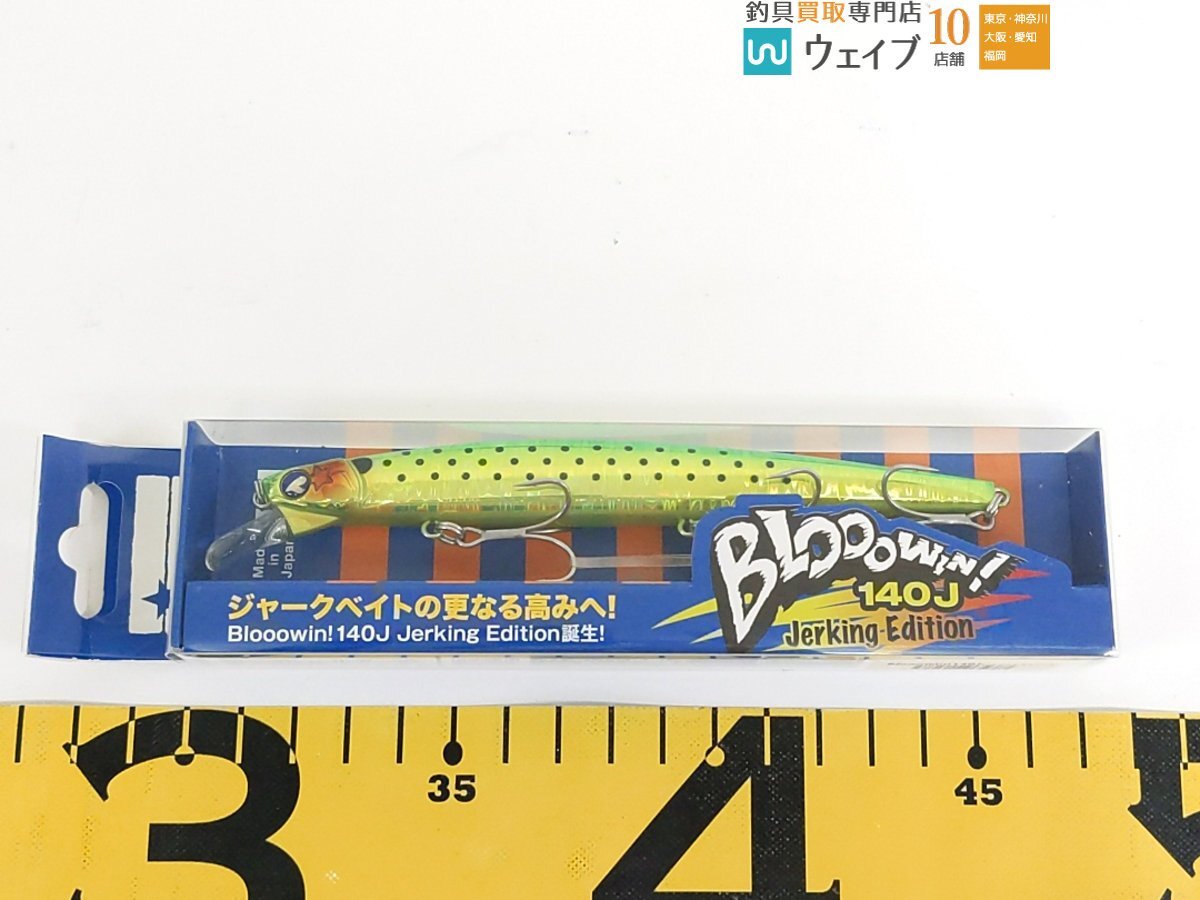 釣具買取専門店
ウェイブ
10
店舗
東京・神奈川
大阪・愛知
福岡
Made
in
Japan
ジャークベイトの更なる高みへ!
Blooowin! 140J Jerking Edition誕生!
BLOOOWIN!
140J
Jerking-Edition
35
45
3
4